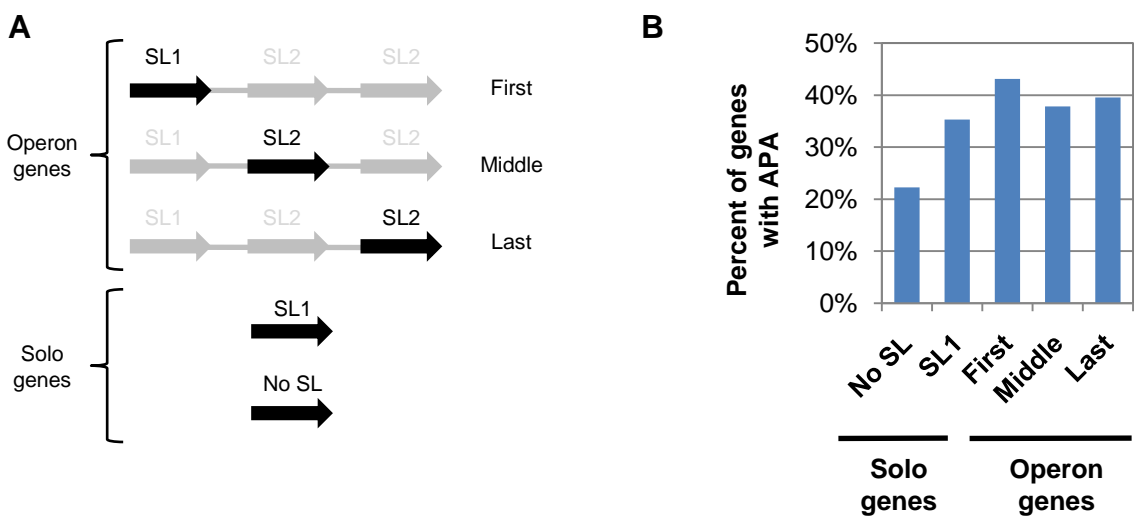 A
SL1 SL2 SL2
First
Operon
genes
SL1 SL2 SL2
Middle
SL1 SL2 SL2
Last
Solo
genes
SL1
No SL
B
Percent of genes
with APA
50%
40%
30%
20%
10%
0%
No SL
SL1
First
Middle
Last
Solo
genes
Operon
genes